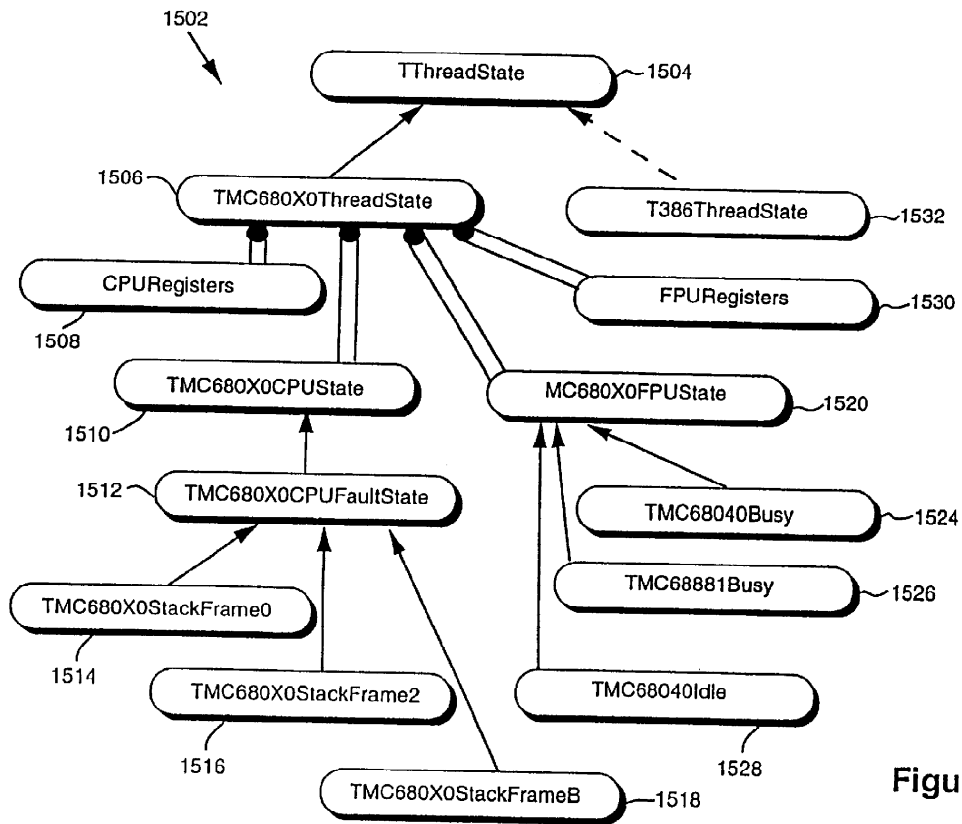 1502
TThreadState
1504
1506
TMC680X0ThreadState
T386ThreadState
1532
CPURegisters
FPURegisters
1530
1508
TMC680X0CPUState
MC680X0FPUState
1520
1510
1512
TMC680X0CPUFaultState
TMC68040Busy
1524
TMC68881Busy
1526
TMC680X0StackFrame0
1514
TMC680X0StackFrame2
TMC68040Idle
1516
1528
TMC680X0StackFrameB
1518
Figu